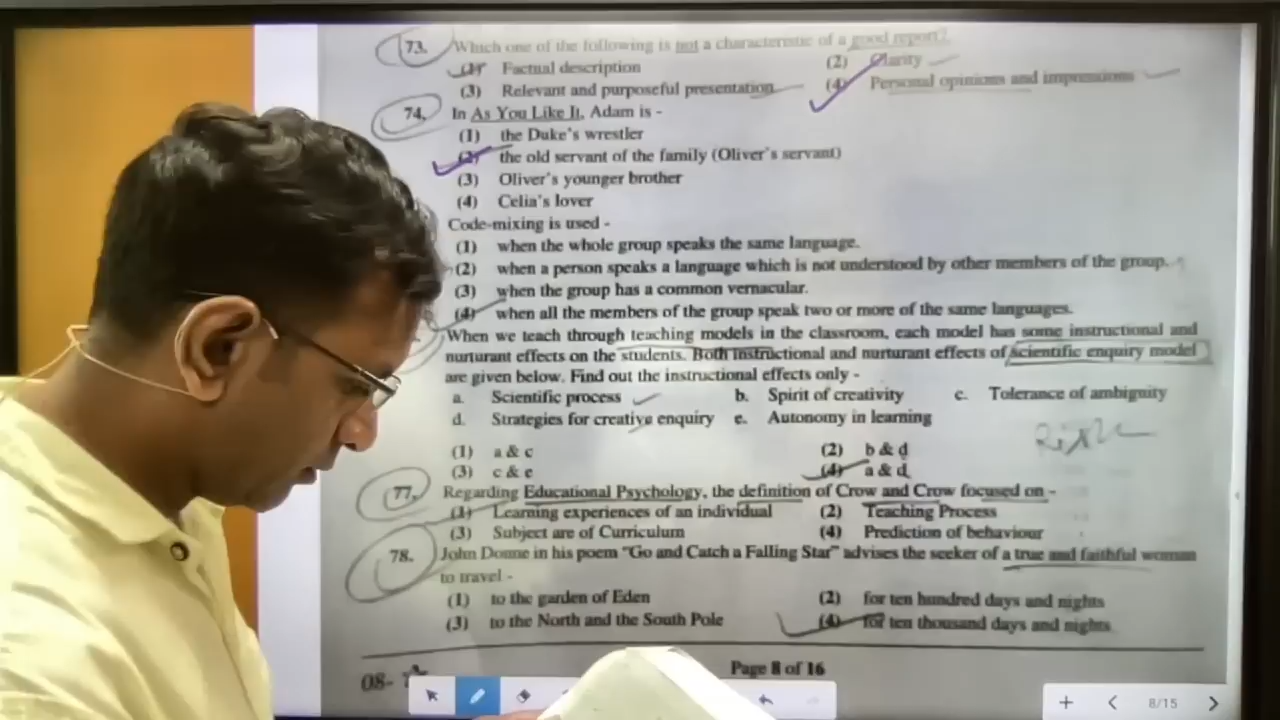 73. Which one of the following is not a characteristic of a good report?
(1) Factual description (2) Clarity
(3) Relevant and purposeful presentation (4) Personal opinions and impressions
74. In As You Like It, Adam is -
(1) the Duke's wrestler
(2) the old servant of the family (Oliver's servant)
(3) Oliver's younger brother
(4) Celia's lover
Code-mixing is used -
(1) when the whole group speaks the same language.
(2) when a person speaks a language which is not understood by other members of the group.
(3) when the group has a common vernacular.
(4) when all the members of the group speak two or more of the same languages.
When we teach through teaching models in the classroom, each model has some instructional and
nurturant effects on the students. Both instructional and nurturant effects of scientific enquiry model
are given below. Find out the instructional effects only -
a. Scientific process b. Spirit of creativity c. Tolerance of ambiguity
d. Strategies for creative enquiry e. Autonomy in learning
(1) a & c (2) b & d
(3) c & e (4) a & d
77. Regarding Educational Psychology, the definition of Crow and Crow focused on -
(1) Learning experiences of an individual (2) Teaching Process
(3) Subject are of Curriculum (4) Prediction of behaviour
78. John Donne in his poem "Go and Catch a Falling Star" advises the seeker of a true and faithful woman
to travel -
(1) to the garden of Eden (2) for ten hundred days and nights
(3) to the North and the South Pole (4) for ten thousand days and nights
08- Page 8 of 16
8/15